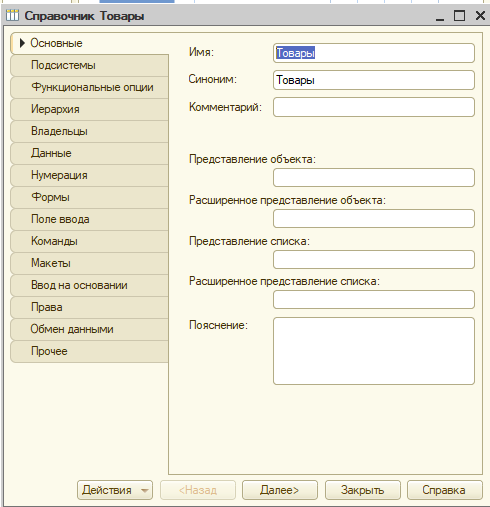 Справочник Товары
Основные
Подсистемы
Функциональные опции
Иерархия
Владельцы
Данные
Нумерация
Формы
Поле ввода
Команды
Макеты
Ввод на основании
Права
Обмен данными
Прочее
Имя: Товары
Синоним: Товары
Комментарий:
Представление объекта:
Расширенное представление объекта:
Представление списка:
Расширенное представление списка:
Пояснение:
Действия <Назад Далее> Закрыть Справка